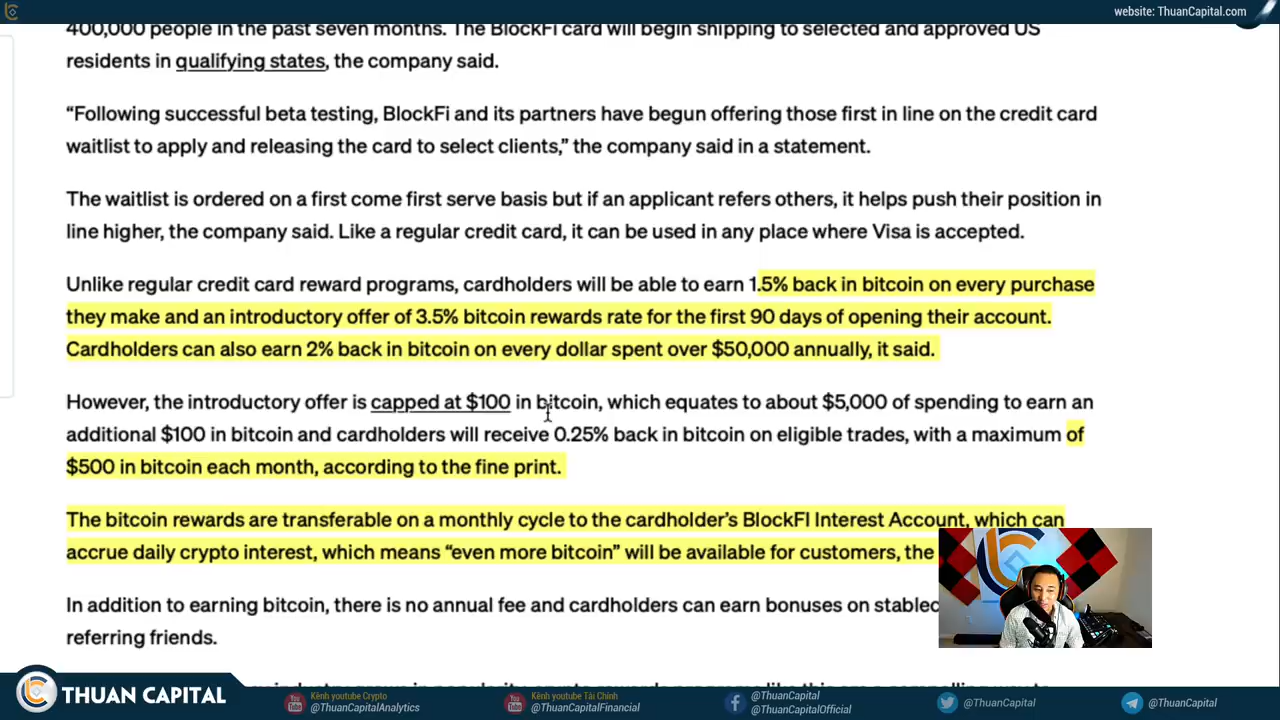 website: ThuanCapital.com
400,000 people in the past seven months. The BlockFi card will begin shipping to selected and approved US
residents in qualifying states, the company said.
“Following successful beta testing, BlockFi and its partners have begun offering those first in line on the credit card
waitlist to apply and releasing the card to select clients,” the company said in a statement.
The waitlist is ordered on a first come first serve basis but if an applicant refers others, it helps push their position in
line higher, the company said. Like a regular credit card, it can be used in any place where Visa is accepted.
Unlike regular credit card reward programs, cardholders will be able to earn 1.5% back in bitcoin on every purchase
they make and an introductory offer of 3.5% bitcoin rewards rate for the first 90 days of opening their account.
Cardholders can also earn 2% back in bitcoin on every dollar spent over $50,000 annually, it said.
However, the introductory offer is capped at $100 in bitcoin, which equates to about $5,000 of spending to earn an
additional $100 in bitcoin and cardholders will receive 0.25% back in bitcoin on eligible trades, with a maximum of
$500 in bitcoin each month, according to the fine print.
The bitcoin rewards are transferable on a monthly cycle to the cardholder’s BlockFI Interest Account, which can
accrue daily crypto interest, which means “even more bitcoin” will be available for customers, the
In addition to earning bitcoin, there is no annual fee and cardholders can earn bonuses on
referring friends.
THUAN CAPITAL
Kênh youtube Crypto
@ThuanCapitalAnalytics
Kênh youtube Tài Chính
@ThuanCapitalFinancial
@ThuanCapital
@ThuanCapitalOfficial
@ThuanCapital
@ThuanCapital